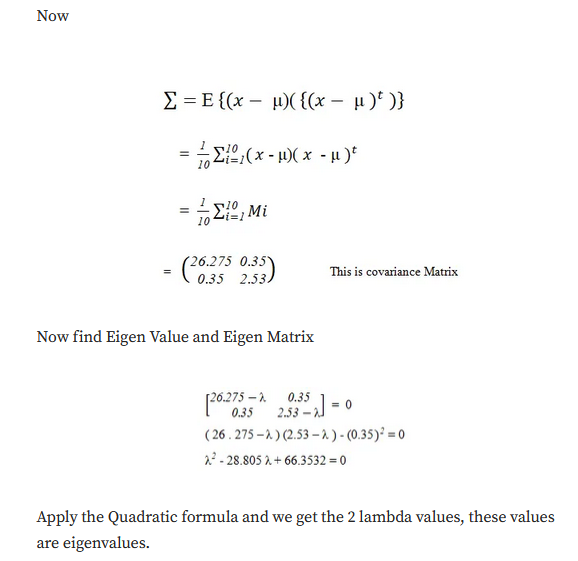 Now
∑ = E {(x − μ)( {(x − μ )ᵗ )}
= 1/10 ∑¹⁰ᵢ₌₁ (x - μ)( x - μ )ᵗ
= 1/10 ∑¹⁰ᵢ₌₁ Mi
= (26.275 0.35
0.35 2.53) This is covariance Matrix
Now find Eigen Value and Eigen Matrix
[26.275 − λ 0.35
0.35 2.53 − λ] = 0
( 26 . 275 − λ ) (2.53 − λ ) - (0.35)² = 0
λ² - 28.805 λ + 66.3532 = 0
Apply the Quadratic formula and we get the 2 lambda values, these values
are eigenvalues.